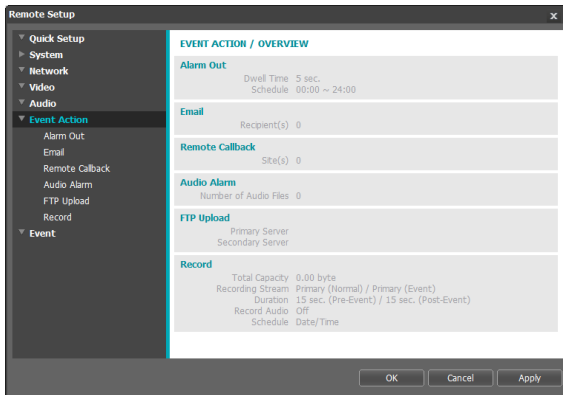 Remote Setup
x
Quick Setup
System
Network
Video
Audio
Event Action
Alarm Out
Email
Remote Callback
Audio Alarm
FTP Upload
Record
Event
EVENT ACTION / OVERVIEW
Alarm Out
Dwell Time 5 sec.
Schedule 00:00 ~ 24:00
Email
Recipient(s) 0
Remote Callback
Site(s) 0
Audio Alarm
Number of Audio Files 0
FTP Upload
Primary Server
Secondary Server
Record
Total Capacity 0.00 byte
Recording Stream Primary (Normal) / Primary (Event)
Duration 15 sec. (Pre-Event) / 15 sec. (Post-Event)
Record Audio Off
Schedule Date/Time
OK Cancel Apply